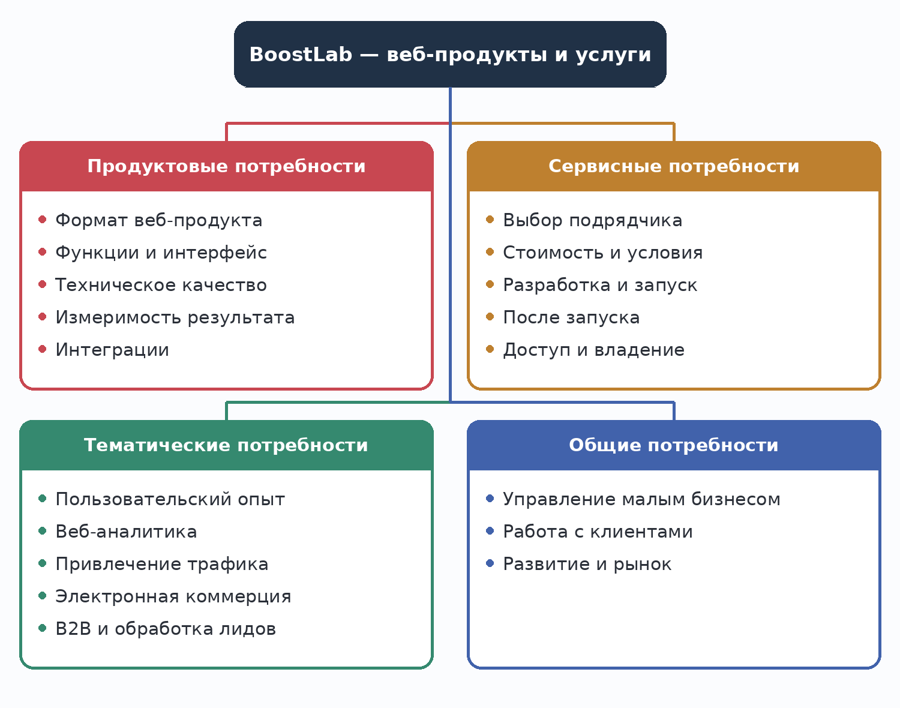 BoostLab — веб-продукты и услуги
Продуктовые потребности
Формат веб-продукта
Функции и интерфейс
Техническое качество
Измеримость результата
Интеграции
Сервисные потребности
Выбор подрядчика
Стоимость и условия
Разработка и запуск
После запуска
Доступ и владение
Тематические потребности
Пользовательский опыт
Веб-аналитика
Привлечение трафика
Электронная коммерция
B2B и обработка лидов
Общие потребности
Управление малым бизнесом
Работа с клиентами
Развитие и рынок